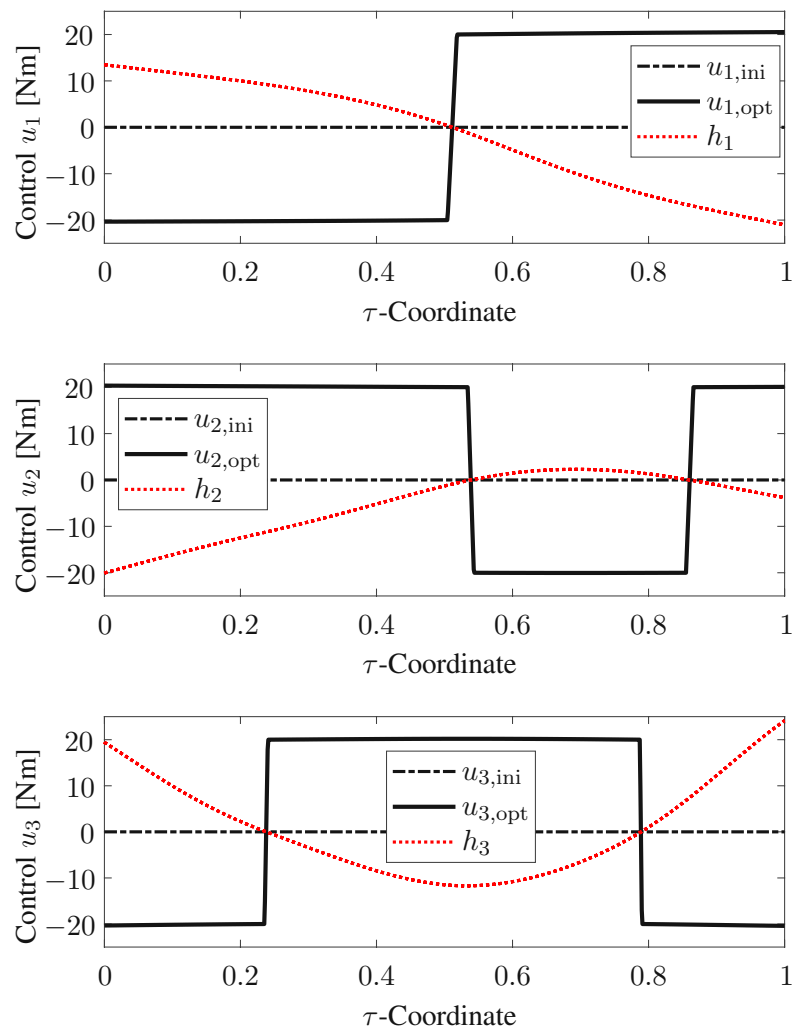 20
10
0
−10
−20
Control u₁ [Nm]
u₁,ini
u₁,opt
h₁
0 0.2 0.4 0.6 0.8 1
τ-Coordinate
20
10
0
−10
−20
Control u₂ [Nm]
u₂,ini
u₂,opt
h₂
0 0.2 0.4 0.6 0.8 1
τ-Coordinate
20
10
0
−10
−20
Control u₃ [Nm]
u₃,ini
u₃,opt
h₃
0 0.2 0.4 0.6 0.8 1
τ-Coordinate